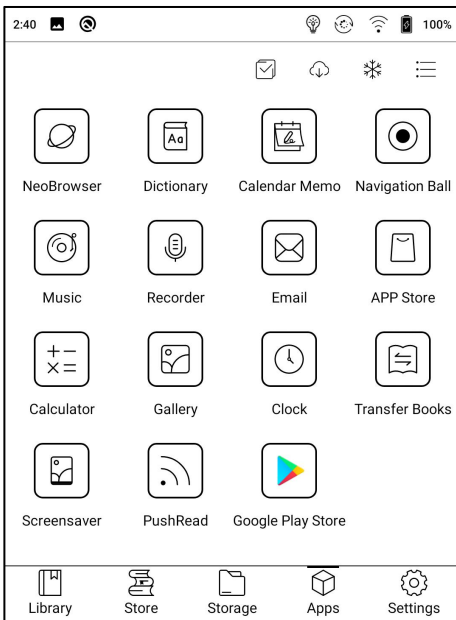 2:40 100%
Aa
NeoBrowser Dictionary Calendar Memo Navigation Ball
Music Recorder Email APP Store
Calculator Gallery Clock Transfer Books
Screensaver PushRead Google Play Store
Library Store Storage Apps Settings